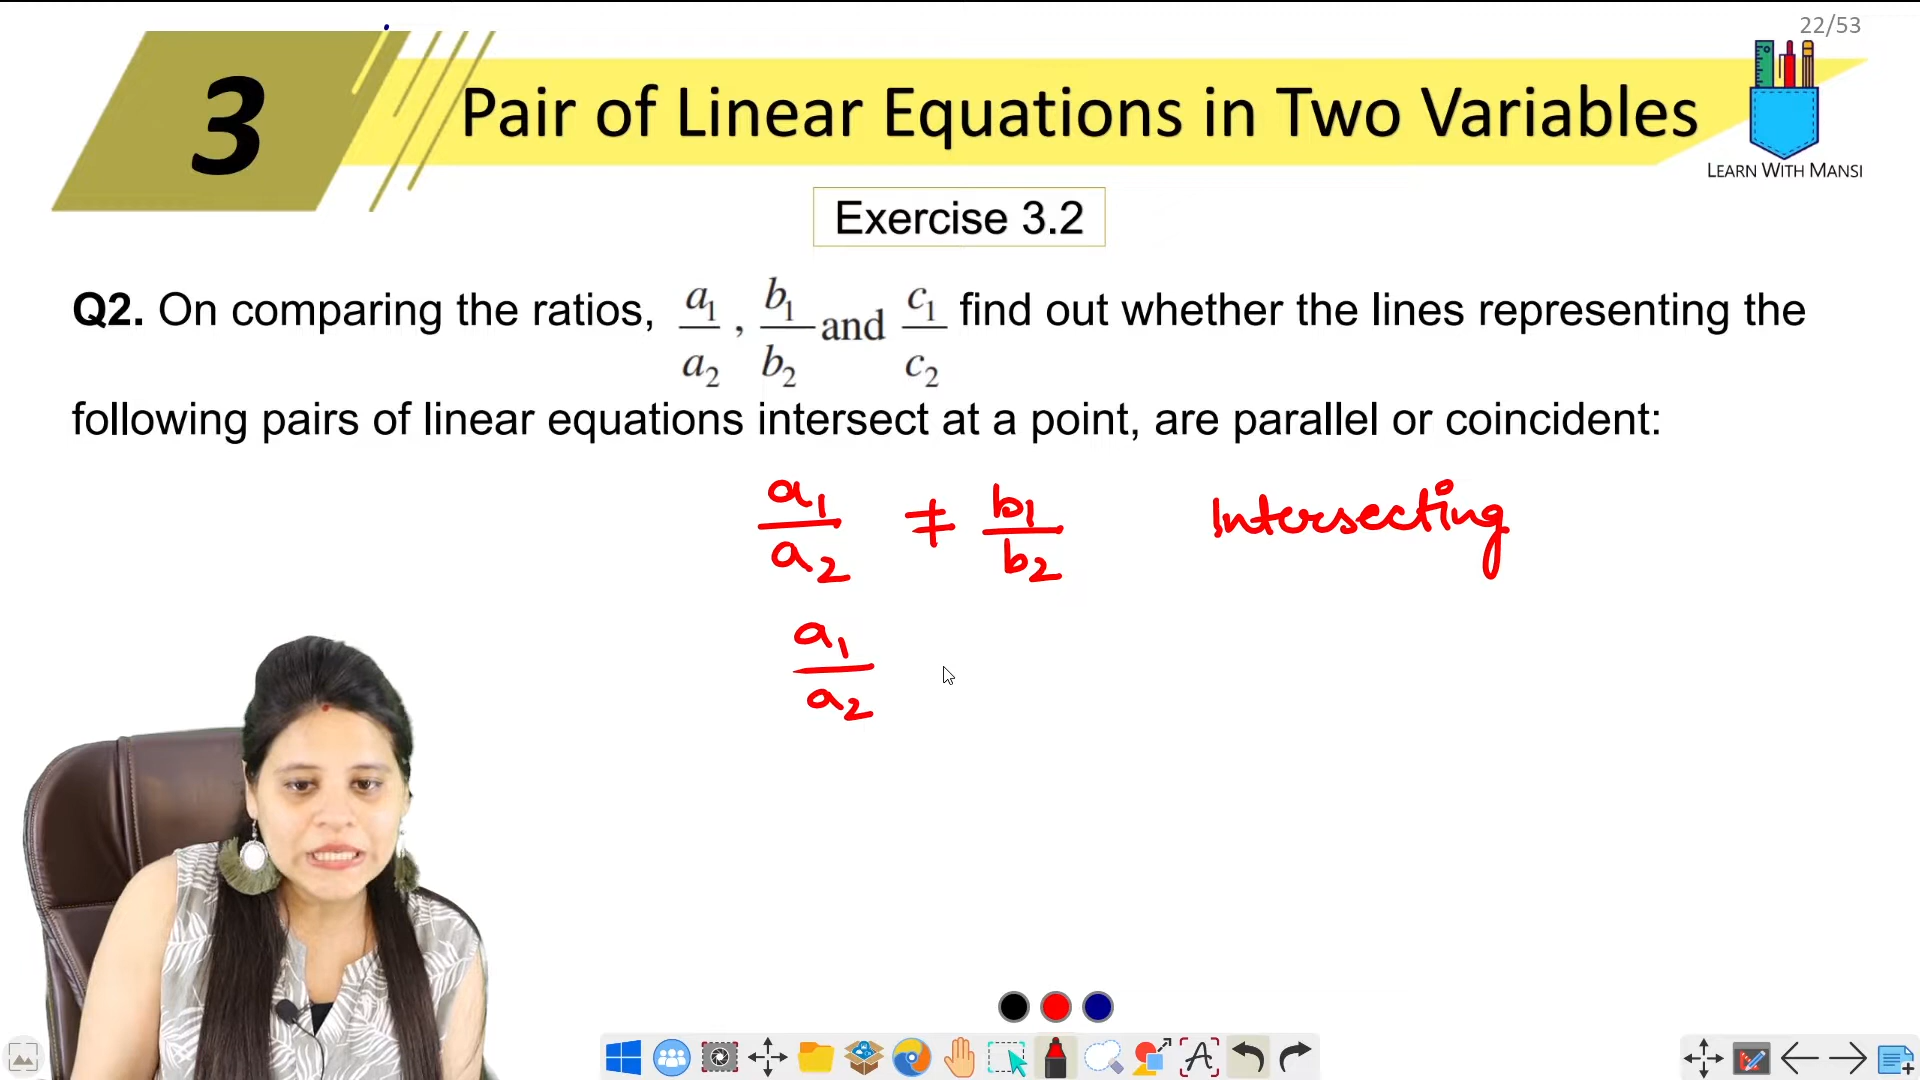 22/53
3
Pair of Linear Equations in Two Variables
LEARN WITH MANSI
Exercise 3.2
Q2. On comparing the ratios, a₁/a₂ , b₁/b₂ and c₁/c₂ find out whether the lines representing the
following pairs of linear equations intersect at a point, are parallel or coincident:
a₁/a₂ ≠ b₁/b₂ Intersecting
a₁/a₂